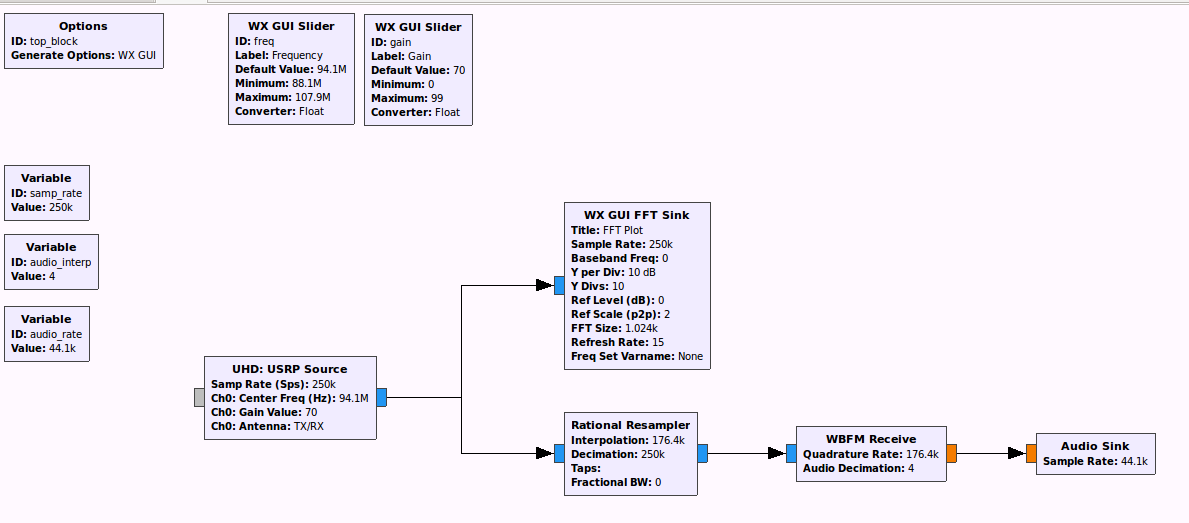 Options
ID: top_block
Generate Options: WX GUI
WX GUI Slider
ID: freq
Label: Frequency
Default Value: 94.1M
Minimum: 88.1M
Maximum: 107.9M
Converter: Float
WX GUI Slider
ID: gain
Label: Gain
Default Value: 70
Minimum: 0
Maximum: 99
Converter: Float
Variable
ID: samp_rate
Value: 250k
Variable
ID: audio_interp
Value: 4
Variable
ID: audio_rate
Value: 44.1k
UHD: USRP Source
Samp Rate (Sps): 250k
Ch0: Center Freq (Hz): 94.1M
Ch0: Gain Value: 70
Ch0: Antenna: TX/RX
WX GUI FFT Sink
Title: FFT Plot
Sample Rate: 250k
Baseband Freq: 0
Y per Div: 10 dB
Y Divs: 10
Ref Level (dB): 0
Ref Scale (p2p): 2
FFT Size: 1.024k
Refresh Rate: 15
Freq Set Varname: None
Rational Resampler
Interpolation: 176.4k
Decimation: 250k
Taps:
Fractional BW: 0
WBFM Receive
Quadrature Rate: 176.4k
Audio Decimation: 4
Audio Sink
Sample Rate: 44.1k